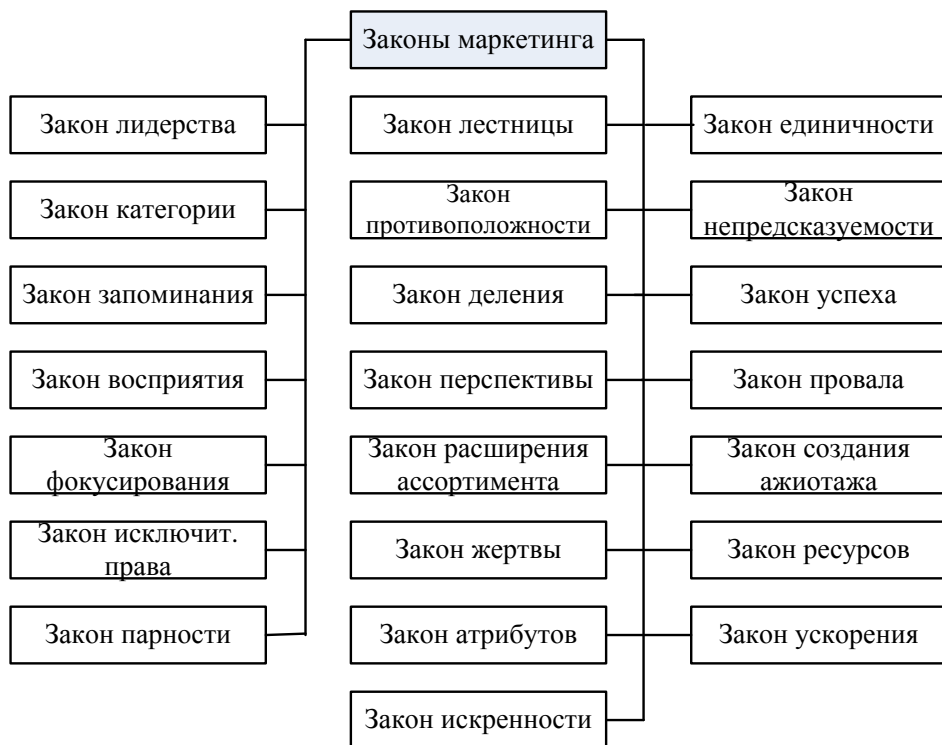 Законы маркетинга
Закон лидерства
Закон лестницы
Закон единичности
Закон категории
Закон
противоположности
Закон
непредсказуемости
Закон запоминания
Закон деления
Закон успеха
Закон восприятия
Закон перспективы
Закон провала
Закон
фокусирования
Закон расширения
ассортимента
Закон создания
ажиотажа
Закон исключит.
права
Закон жертвы
Закон ресурсов
Закон парности
Закон атрибутов
Закон ускорения
Закон искренности